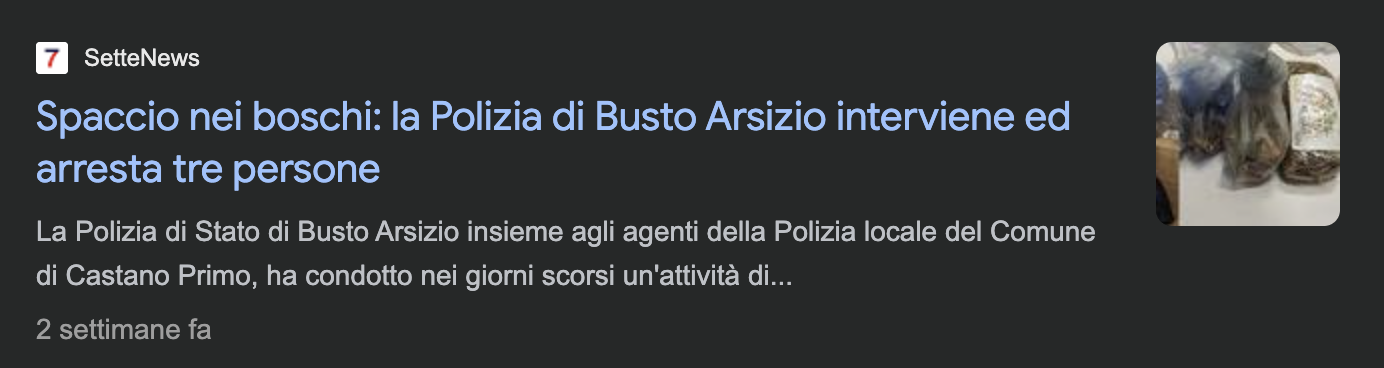 7 SetteNews
Spaccio nei boschi: la Polizia di Busto Arsizio interviene ed
arresta tre persone
La Polizia di Stato di Busto Arsizio insieme agli agenti della Polizia locale del Comune
di Castano Primo, ha condotto nei giorni scorsi un'attività di...
2 settimane fa